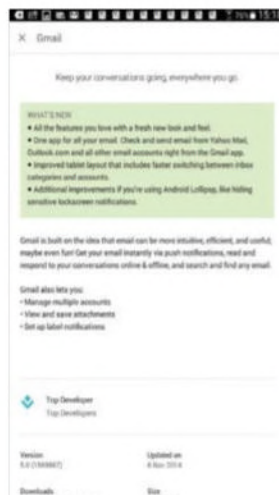 Gmail
Keep your conversations going, everywhere you go.
WHAT'S NEW
• All the features you love with a fresh new look and feel.
• One app for all your email. Check and send email from Yahoo Mail,
Outlook.com and all other email accounts right from the Gmail app.
• Improved tablet layout that includes faster switching between inbox
categories and accounts.
• Additional improvements if you're using Android Lollipop, like hiding
sensitive lockscreen notifications.
Gmail is built on the idea that email can be more intuitive, efficient, and useful,
maybe even fun! Get your email instantly via push notifications, read and
respond to your conversations online & offline, and search and find any email.
Gmail also lets you:
• Manage multiple accounts
• View and save attachments
• Set up label notifications
Top Developer
Top Developers
Version
Updated on
5.0
Nov 2014
Downloads
Size